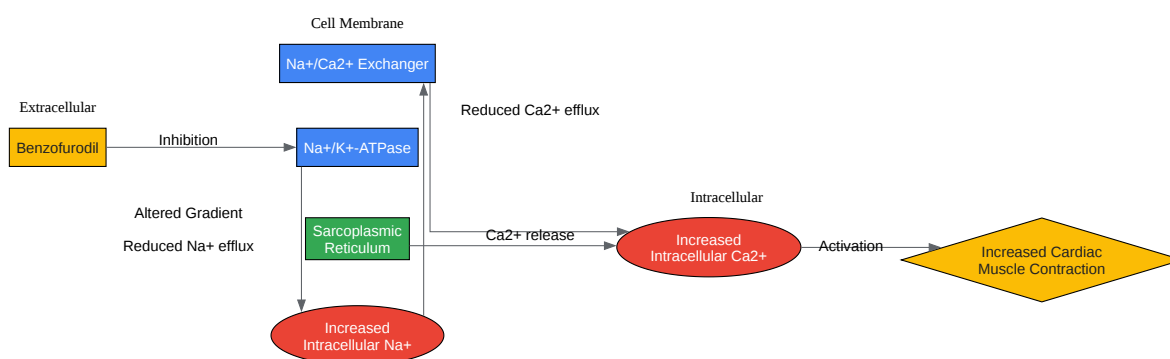 Cell Membrane
Na+/Ca2+ Exchanger
Extracellular
Reduced Ca2+ efflux
Benzofurodil
Inhibition
Na+/K+-ATPase
Altered Gradient
Reduced Na+ efflux
Sarcoplasmic
Reticulum
Ca2+ release
Intracellular
Increased
Intracellular Ca2+
Activation
Increased Cardiac
Muscle Contraction
Increased
Intracellular Na+